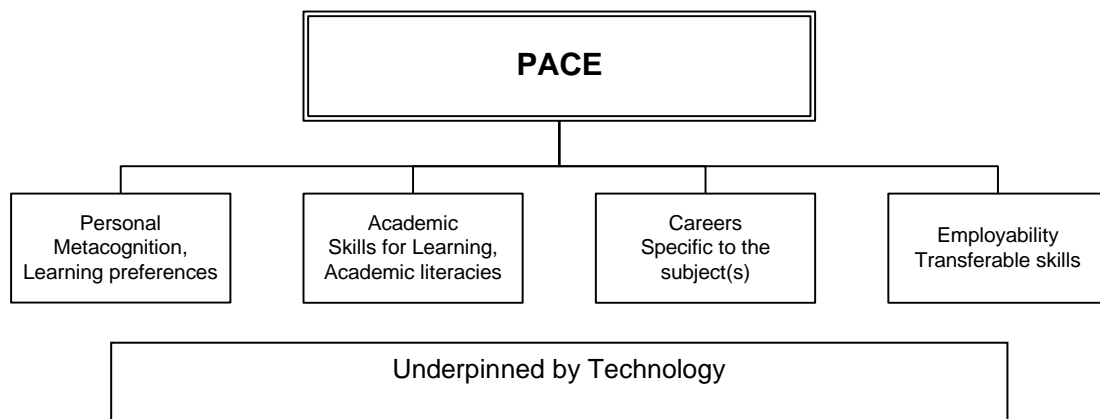 PACE
Personal
Metacognition,
Learning preferences
Academic
Skills for Learning,
Academic literacies
Careers
Specific to the
subject(s)
Employability
Transferable skills
Underpinned by Technology